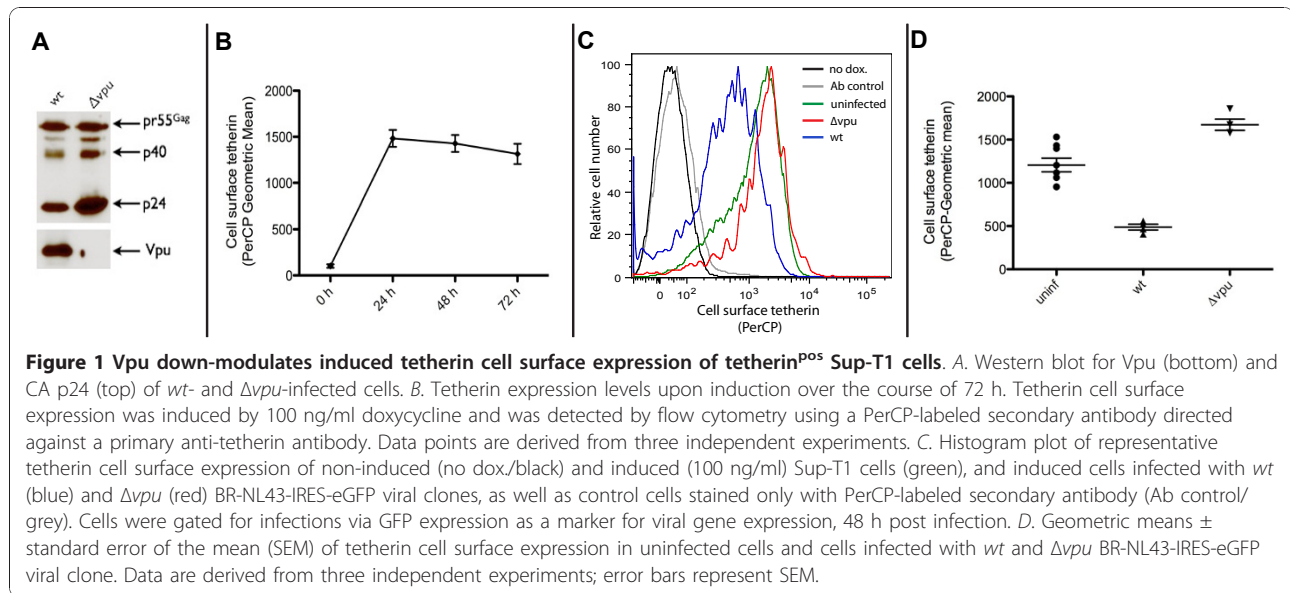 A
wt
Δvpu
pr55Gag
p40
p24
Vpu
B
Cell surface tetherin
(PerCP Geometric Mean)
2000
1500
1000
500
0
0 h
24 h
48 h
72 h
C
Relative cell number
100
80
60
40
20
0
no dox.
Ab control
uninfected
Δvpu
wt
0
10²
10³
10⁴
10⁵
Cell surface tetherin
(PerCP)
D
Cell surface tetherin
(PerCP-Geometric mean)
2000
1500
1000
500
0
uninf
wt
Δvpu
Figure 1 Vpu down-modulates induced tetherin cell surface expression of tetherinpos Sup-T1 cells. A. Western blot for Vpu (bottom) and
CA p24 (top) of wt- and Δvpu-infected cells. B. Tetherin expression levels upon induction over the course of 72 h. Tetherin cell surface
expression was induced by 100 ng/ml doxycycline and was detected by flow cytometry using a PerCP-labeled secondary antibody directed
against a primary anti-tetherin antibody. Data points are derived from three independent experiments. C. Histogram plot of representative
tetherin cell surface expression of non-induced (no dox./black) and induced (100 ng/ml) Sup-T1 cells (green), and induced cells infected with wt
(blue) and Δvpu (red) BR-NL43-IRES-eGFP viral clones, as well as control cells stained only with PerCP-labeled secondary antibody (Ab control/
grey). Cells were gated for infections via GFP expression as a marker for viral gene expression, 48 h post infection. D. Geometric means ±
standard error of the mean (SEM) of tetherin cell surface expression in uninfected cells and cells infected with wt and Δvpu BR-NL43-IRES-eGFP
viral clone. Data are derived from three independent experiments; error bars represent SEM.